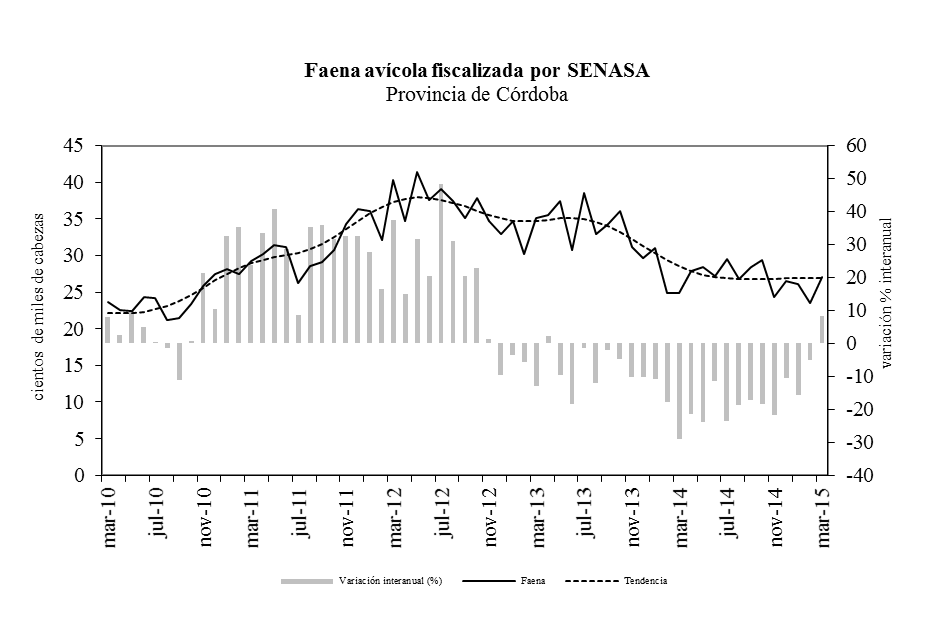 Faena avícola fiscalizada por SENASA
Provincia de Córdoba
cientos de miles de cabezas
45
40
35
30
25
20
15
10
5
0
60
50
40
30
20
10
0
-10
-20
-30
-40
variación % interanual
mar-10
jul-10
nov-10
mar-11
jul-11
nov-11
mar-12
jul-12
nov-12
mar-13
jul-13
nov-13
mar-14
jul-14
nov-14
mar-15
Variación interanual (%) Faena Tendencia